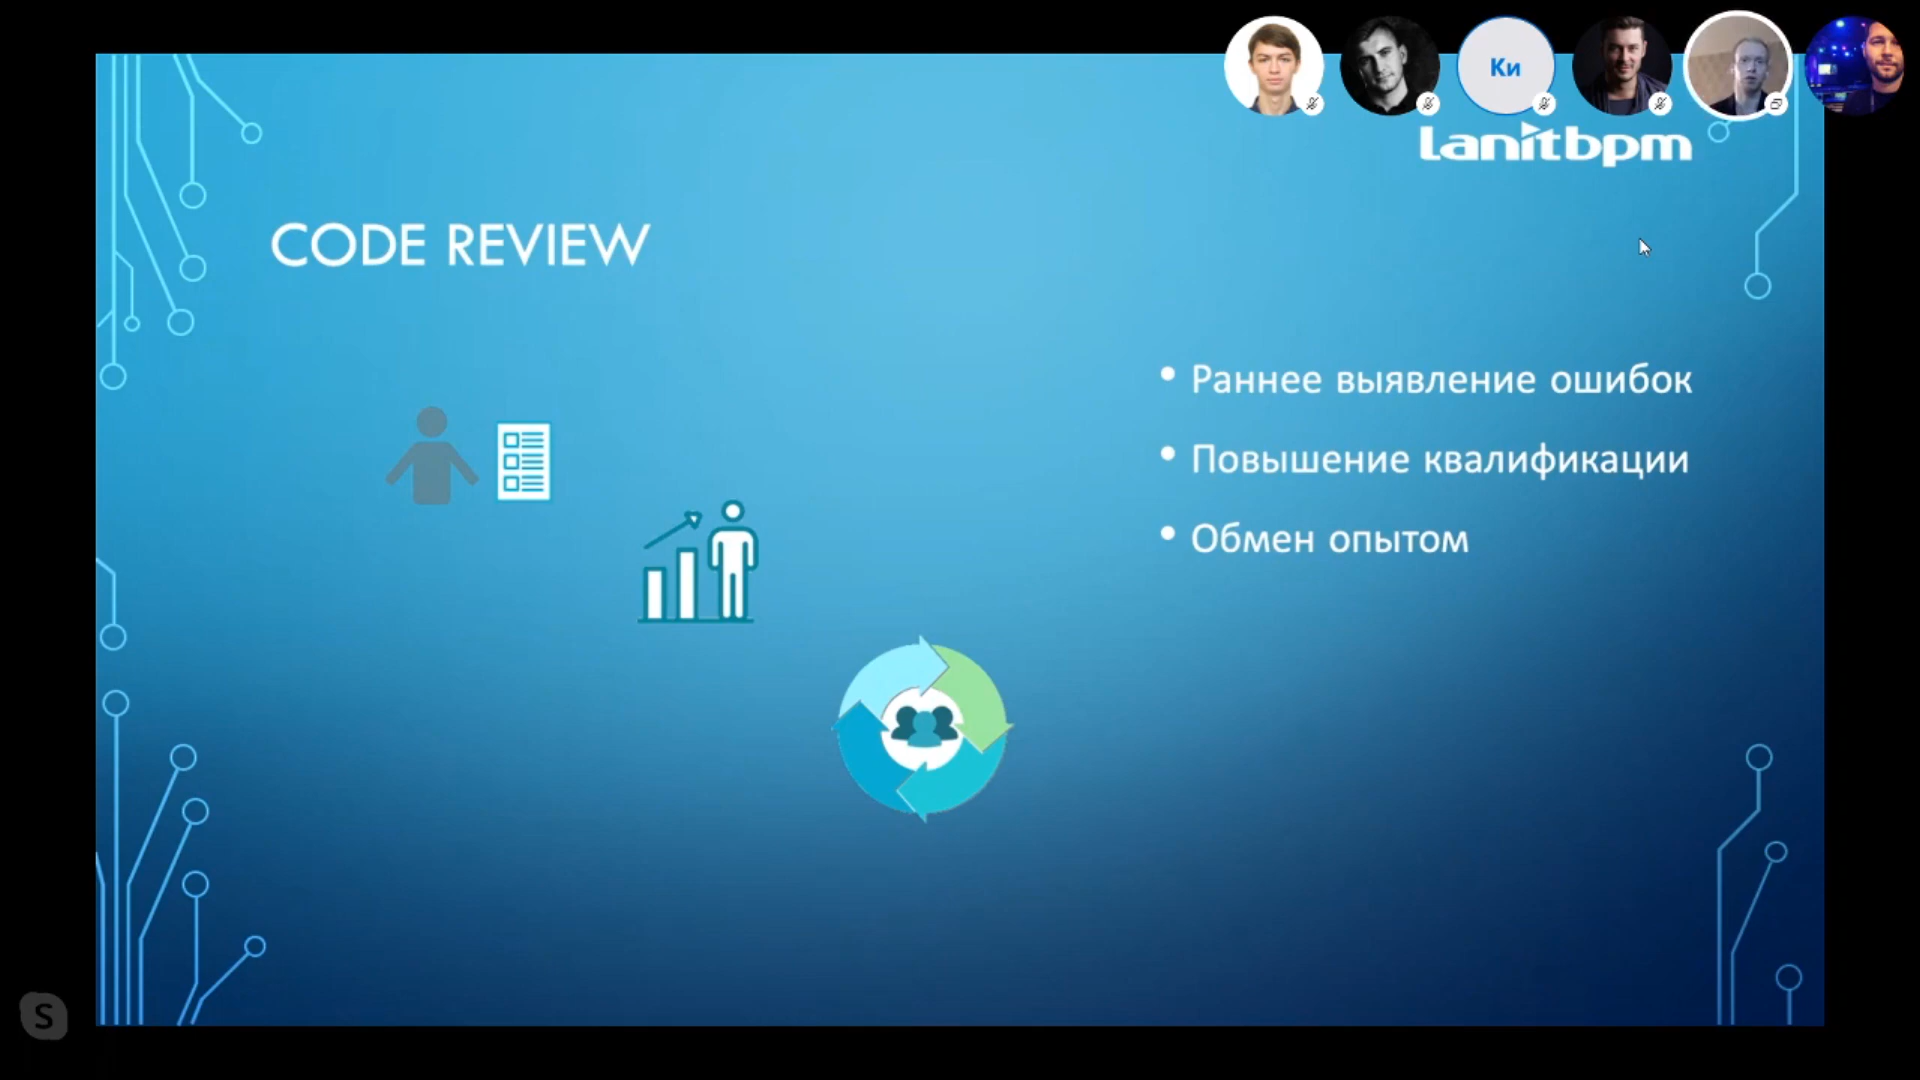 Ки
Lanitbpm
CODE REVIEW
• Раннее выявление ошибок
• Повышение квалификации
• Обмен опытом
S